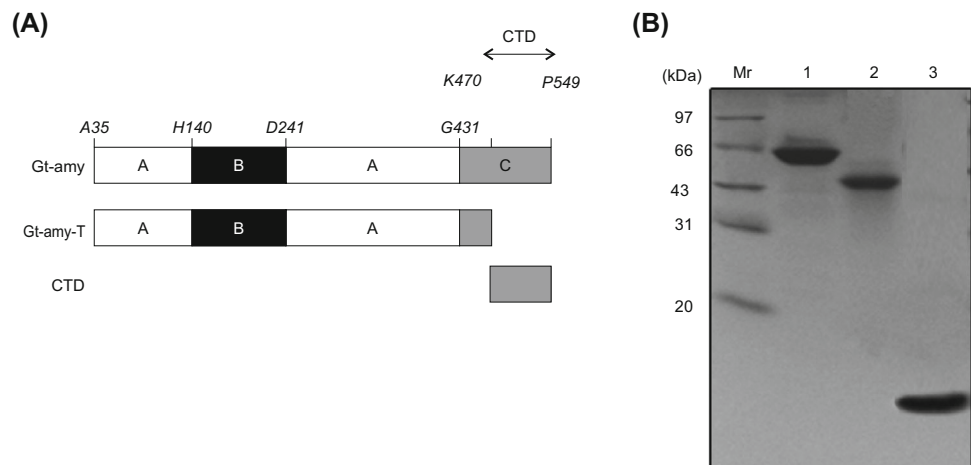 (A)
CTD
K470
P549
A35
H140
D241
G431
Gt-amy
A
B
A
C
Gt-amy-T
A
B
A
CTD
(B)
(kDa) Mr 1 2 3
97
66
43
31
20